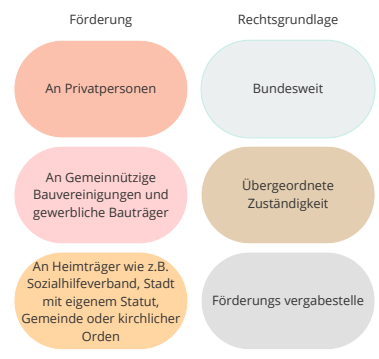 Förderung
Rechtsgrundlage
An Privatpersonen
Bundesweit
An Gemeinnützige
Bauvereinigungen und
gewerbliche Bauträger
Übergeordnete
Zuständigkeit
An Heimträger wie z.B.
Sozialhilfeverband, Stadt
mit eigenem Statut,
Gemeinde oder kirchlicher
Orden
Förderungs vergabestelle